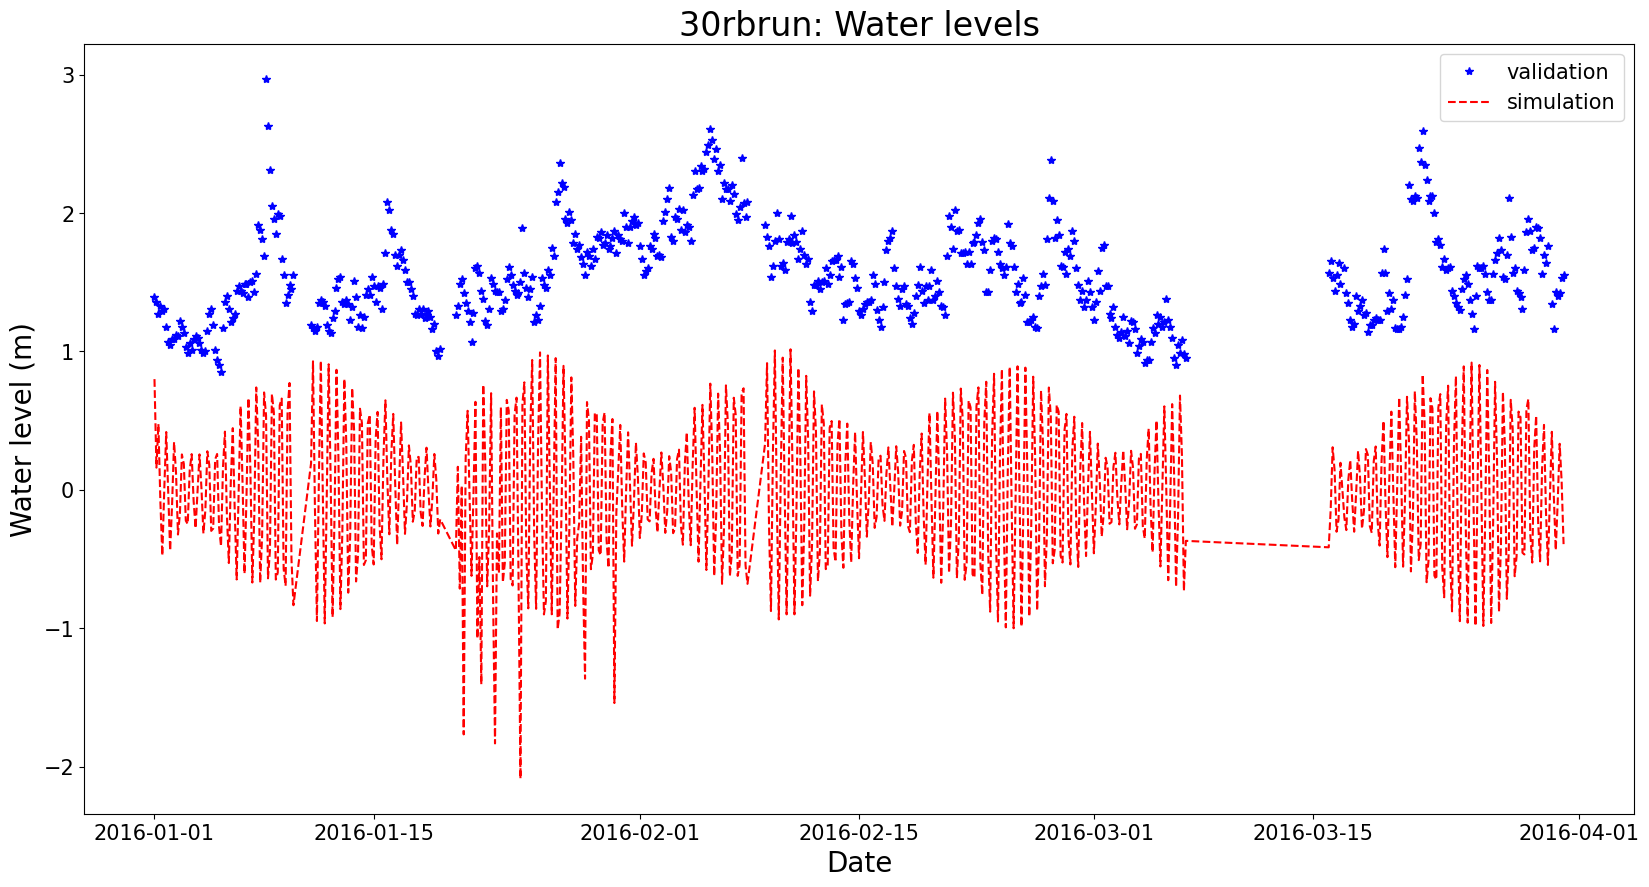 30rbrun: Water levels
validation
simulation
Water level (m)
3
2
1
0
−1
−2
2016-01-01
2016-01-15
2016-02-01
2016-02-15
2016-03-01
2016-03-15
2016-04-01
Date